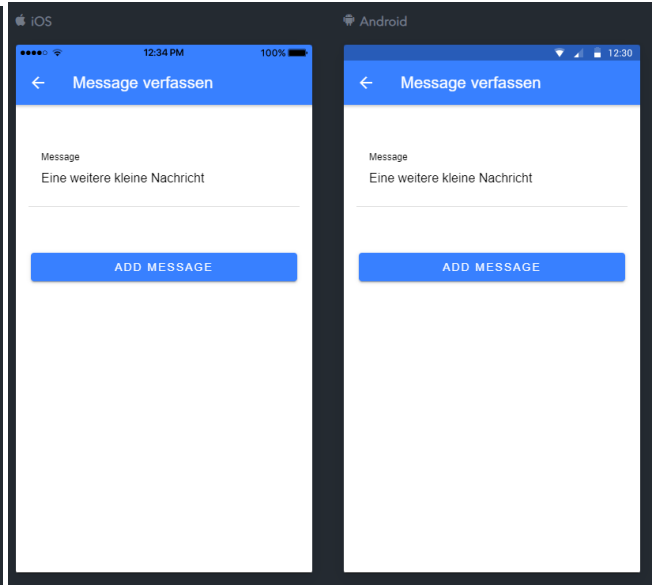 iOS
12:34 PM 100%
Message verfassen
Message
Eine weitere kleine Nachricht
ADD MESSAGE
Android
12:30
Message verfassen
Message
Eine weitere kleine Nachricht
ADD MESSAGE